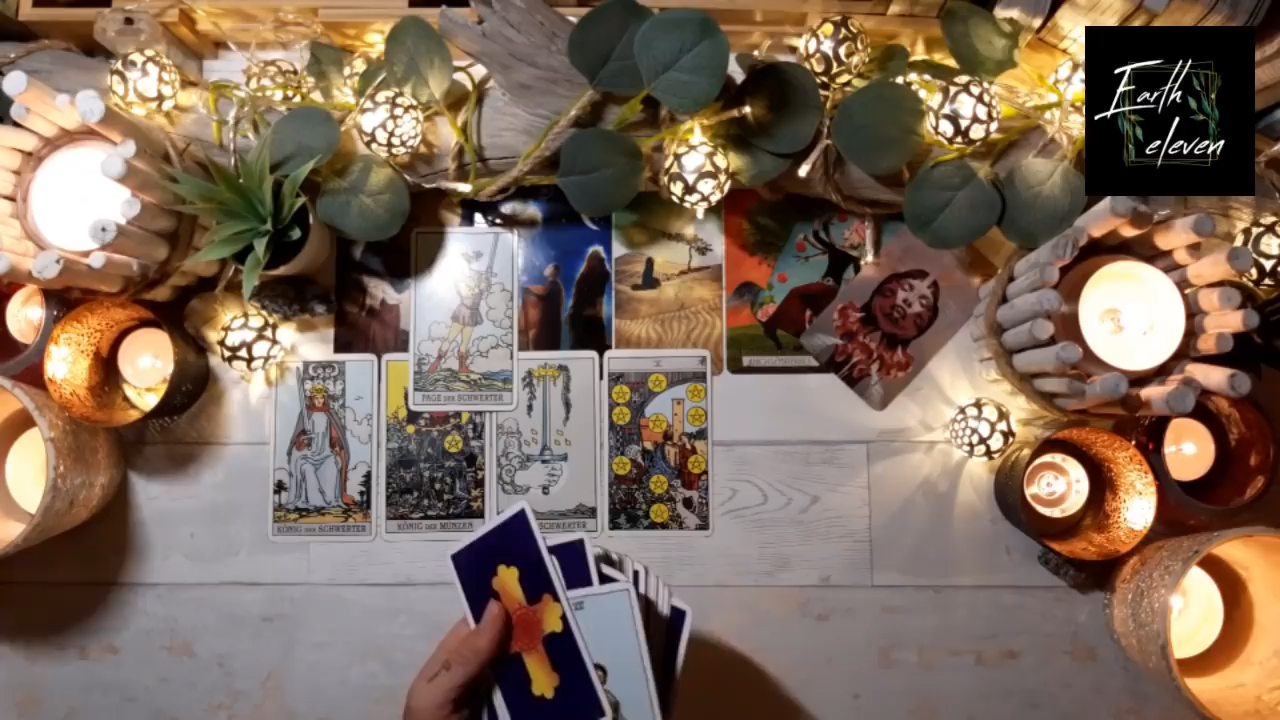 Earth
eleven
PAGE DER SCHWERTER
KÖNIG DER SCHWERTER
KÖNIG DER MÜNZEN
SCHWERTER
X